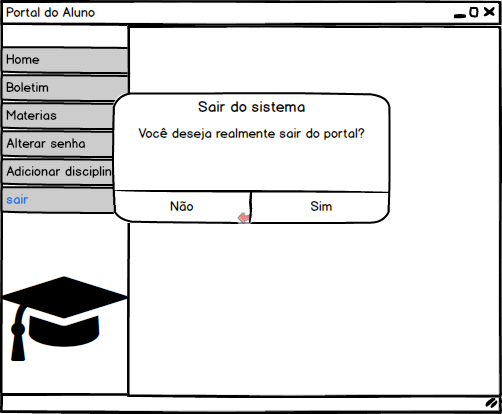 Portal do Aluno
Home
Boletim
Materias
Alterar senha
Adicionar disciplin
sair
Sair do sistema
Você deseja realmente sair do portal?
Não
Sim